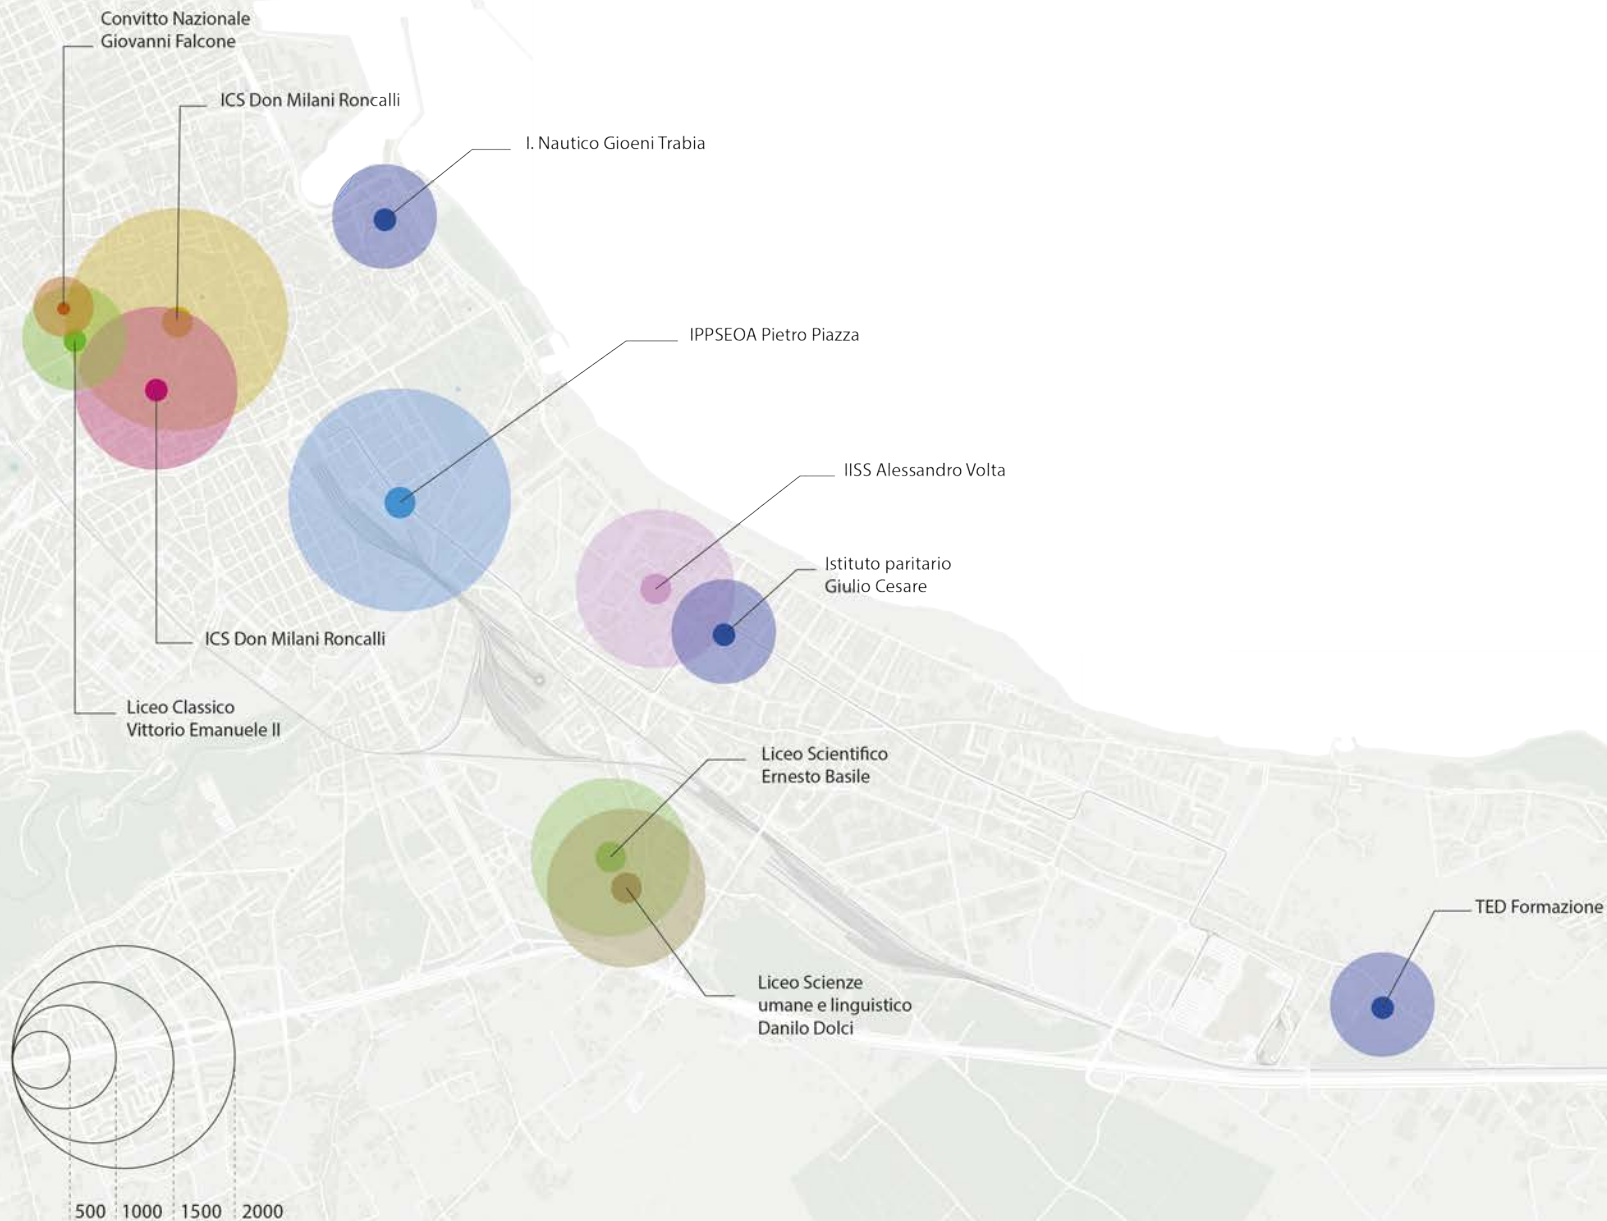 Convitto Nazionale
Giovanni Falcone
ICS Don Milani Roncalli
I. Nautico Gioeni Trabia
IPPSEOA Pietro Piazza
IISS Alessandro Volta
Istituto paritario
Giulio Cesare
ICS Don Milani Roncalli
Liceo Classico
Vittorio Emanuele II
Liceo Scientifico
Ernesto Basile
TED Formazione
Liceo Scienze
umane e linguistico
Danilo Dolci
500 1000 1500 2000